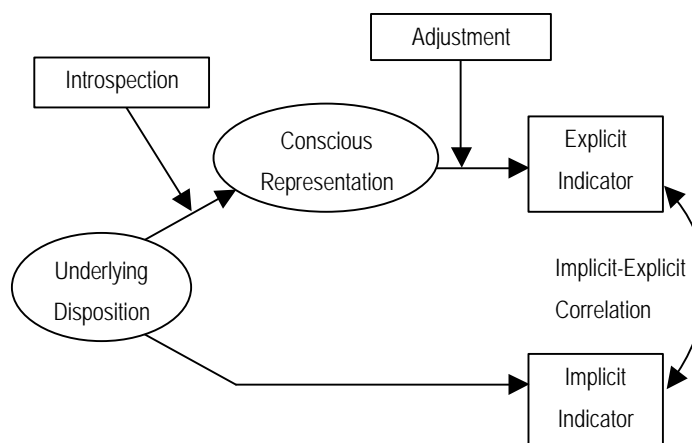 Adjustment
Introspection
Conscious
Representation
Explicit
Indicator
Underlying
Disposition
Implicit-Explicit
Correlation
Implicit
Indicator